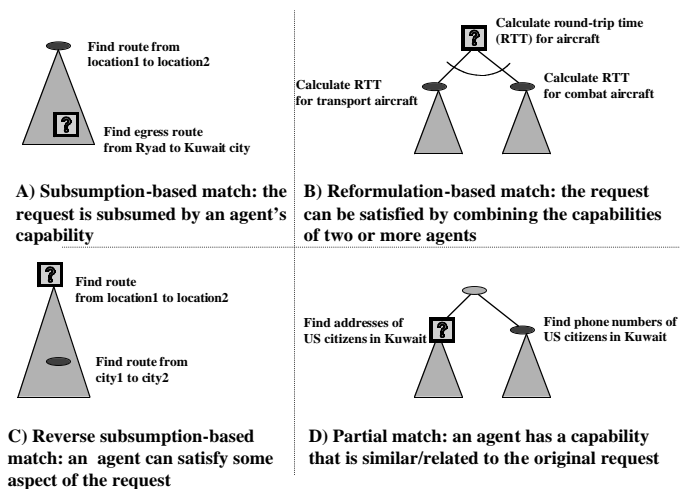 Find route from
location1 to location2
?
Find egress route
from Ryad to Kuwait city
A) Subsumption-based match: the
request is subsumed by an agent's
capability
Calculate round-trip time
(RTT) for aircraft
?
Calculate RTT
for transport aircraft
Calculate RTT
for combat aircraft
B) Reformulation-based match: the request
can be satisfied by combining the capabilities
of two or more agents
?
Find route
from location1 to location2
Find route from
city1 to city2
C) Reverse subsumption-based
match: an agent can satisfy some
aspect of the request
Find addresses of
US citizens in Kuwait
?
Find phone numbers of
US citizens in Kuwait
D) Partial match: an agent has a capability
that is similar/related to the original request